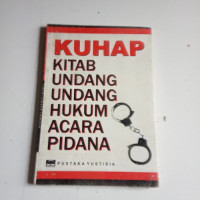 KUHAP
KITAB
UNDANG
UNDANG
HUKUM
ACARA
PIDANA
PUSTAKA YUSTISIA